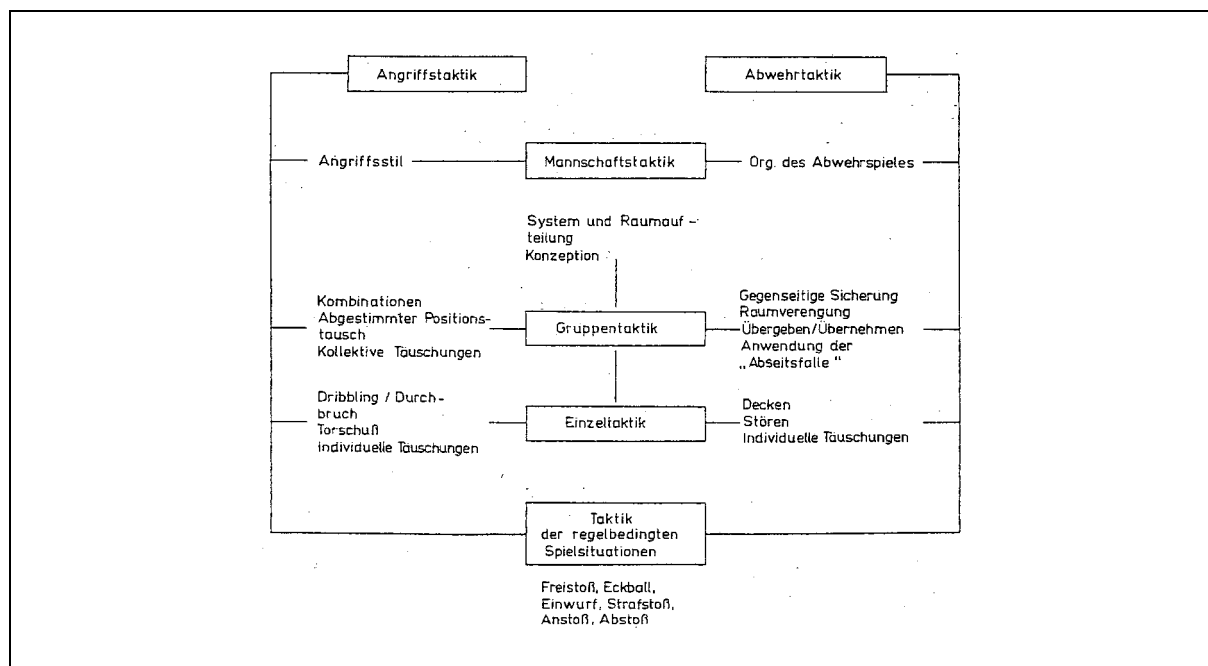 Angriffstaktik
Abwehrtaktik
Angriffsstil
Mannschaftstaktik
Org. des Abwehrspieles
System und Raumauf-
teilung
Konzeption
Kombinationen
Abgestimmter Positions-
tausch
Kollektive Täuschungen
Gruppentaktik
Gegenseitige Sicherung
Raumverengung
Übergeben/Übernehmen
Anwendung der
„Abseitsfalle"
Dribbling / Durch-
bruch
Torschuß
Individuelle Täuschungen
Einzeltaktik
Decken
Stören
Individuelle Täuschungen
Taktik
der regelbedingten
Spielsituationen
Freistoß, Eckball,
Einwurf, Strafstoß,
Anstoß, Abstoß